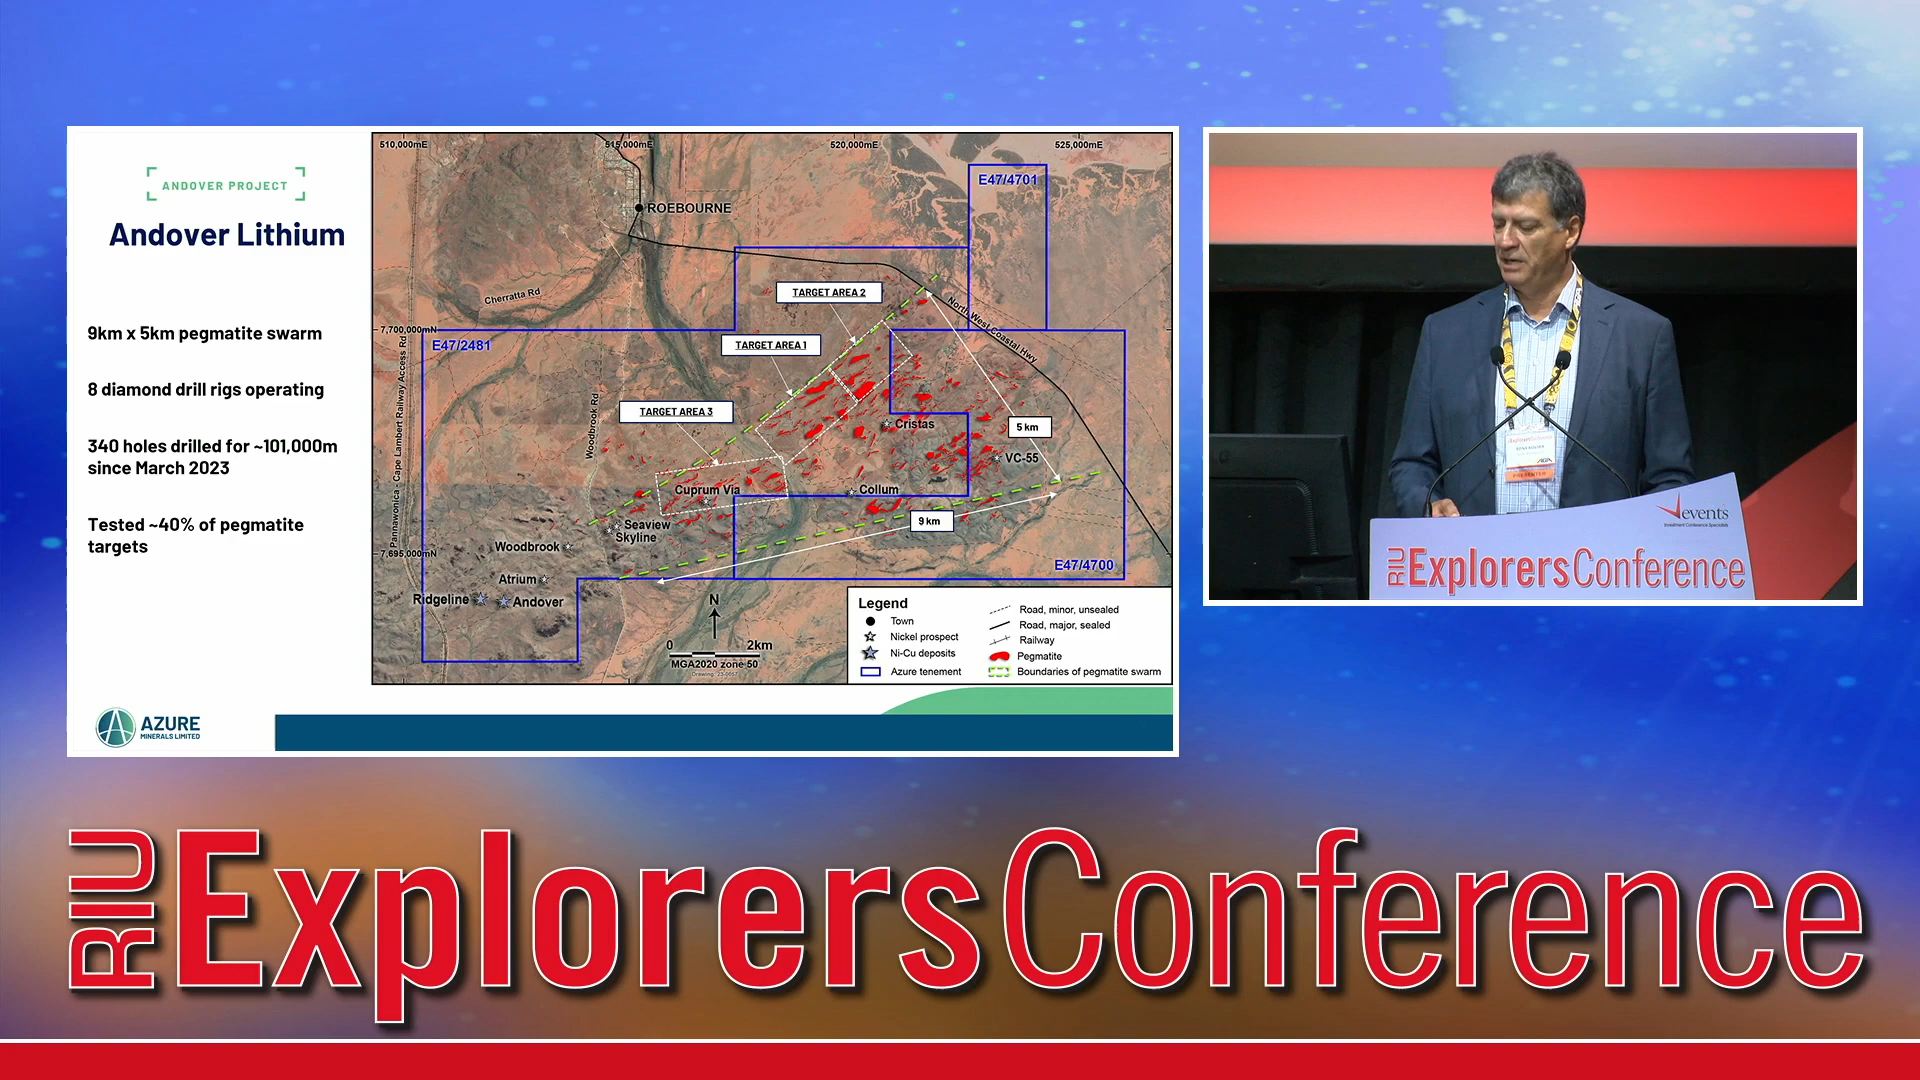 ANDOVER PROJECT
Andover Lithium
9km x 5km pegmatite swarm
8 diamond drill rigs operating
340 holes drilled for ~101,000m
since March 2023
Tested ~40% of pegmatite
targets
AZURE
MINERALS LIMITED
510,000mE
515,000mE
520,000mE
525,000mE
E47/4701
ROEBOURNE
Cherratta Rd
TARGET AREA 2
North West Coastal Hwy
7,700,000mN
E47/2481
TARGET AREA 1
Pannawonica - Cape Lambert Railway Access Rd
Woodbrook Rd
TARGET AREA 3
Cristas
5 km
VC-55
Cuprum Via
Collum
Seaview
Skyline
9 km
Woodbrook
7,695,000mN
E47/4700
Atrium
Ridgeline
Andover
N
0 2km
MGA2020 zone 50
Legend
Town
Nickel prospect
Ni-Cu deposits
Azure tenement
Road, minor, unsealed
Road, major, sealed
Railway
Pegmatite
Boundaries of pegmatite swarm
events
RIU ExplorersConference
RIU ExplorersConference